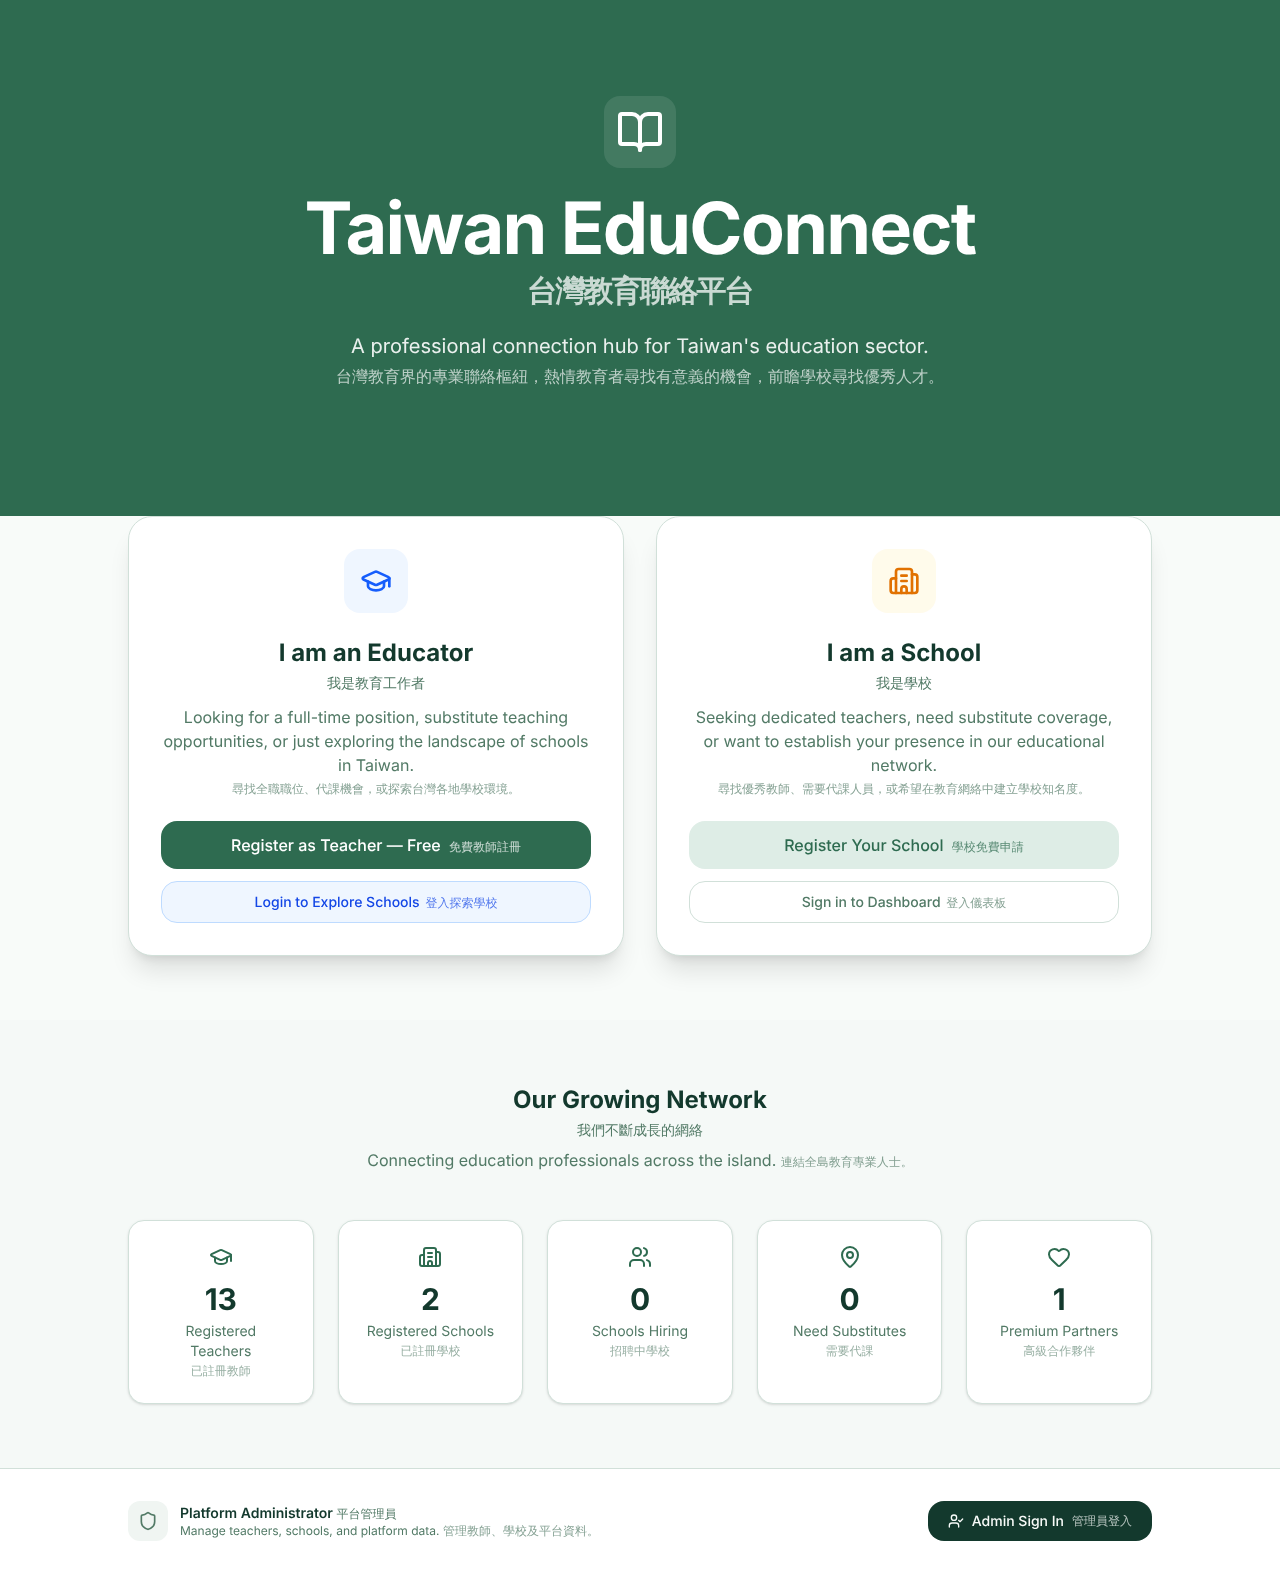 Taiwan EduConnect
台灣教育聯絡平台
A professional connection hub for Taiwan's education sector.
台灣教育界的專業聯絡樞紐，熱情教育者尋找有意義的機會，前瞻學校尋找優秀人才。
I am an Educator
我是教育工作者
Looking for a full-time position, substitute teaching
opportunities, or just exploring the landscape of schools
in Taiwan.
尋找全職職位、代課機會，或探索台灣各地學校環境。
Register as Teacher — Free 免費教師註冊
Login to Explore Schools 登入探索學校
I am a School
我是學校
Seeking dedicated teachers, need substitute coverage,
or want to establish your presence in our educational
network.
尋找優秀教師、需要代課人員，或希望在教育網絡中建立學校知名度。
Register Your School 學校免費申請
Sign in to Dashboard 登入儀表板
Our Growing Network
我們不斷成長的網絡
Connecting education professionals across the island. 連結全島教育專業人士。
13
Registered
Teachers
已註冊教師
2
Registered Schools
已註冊學校
0
Schools Hiring
招聘中學校
0
Need Substitutes
需要代課
1
Premium Partners
高級合作夥伴
Platform Administrator 平台管理員
Manage teachers, schools, and platform data. 管理教師、學校及平台資料。
Admin Sign In 管理員登入